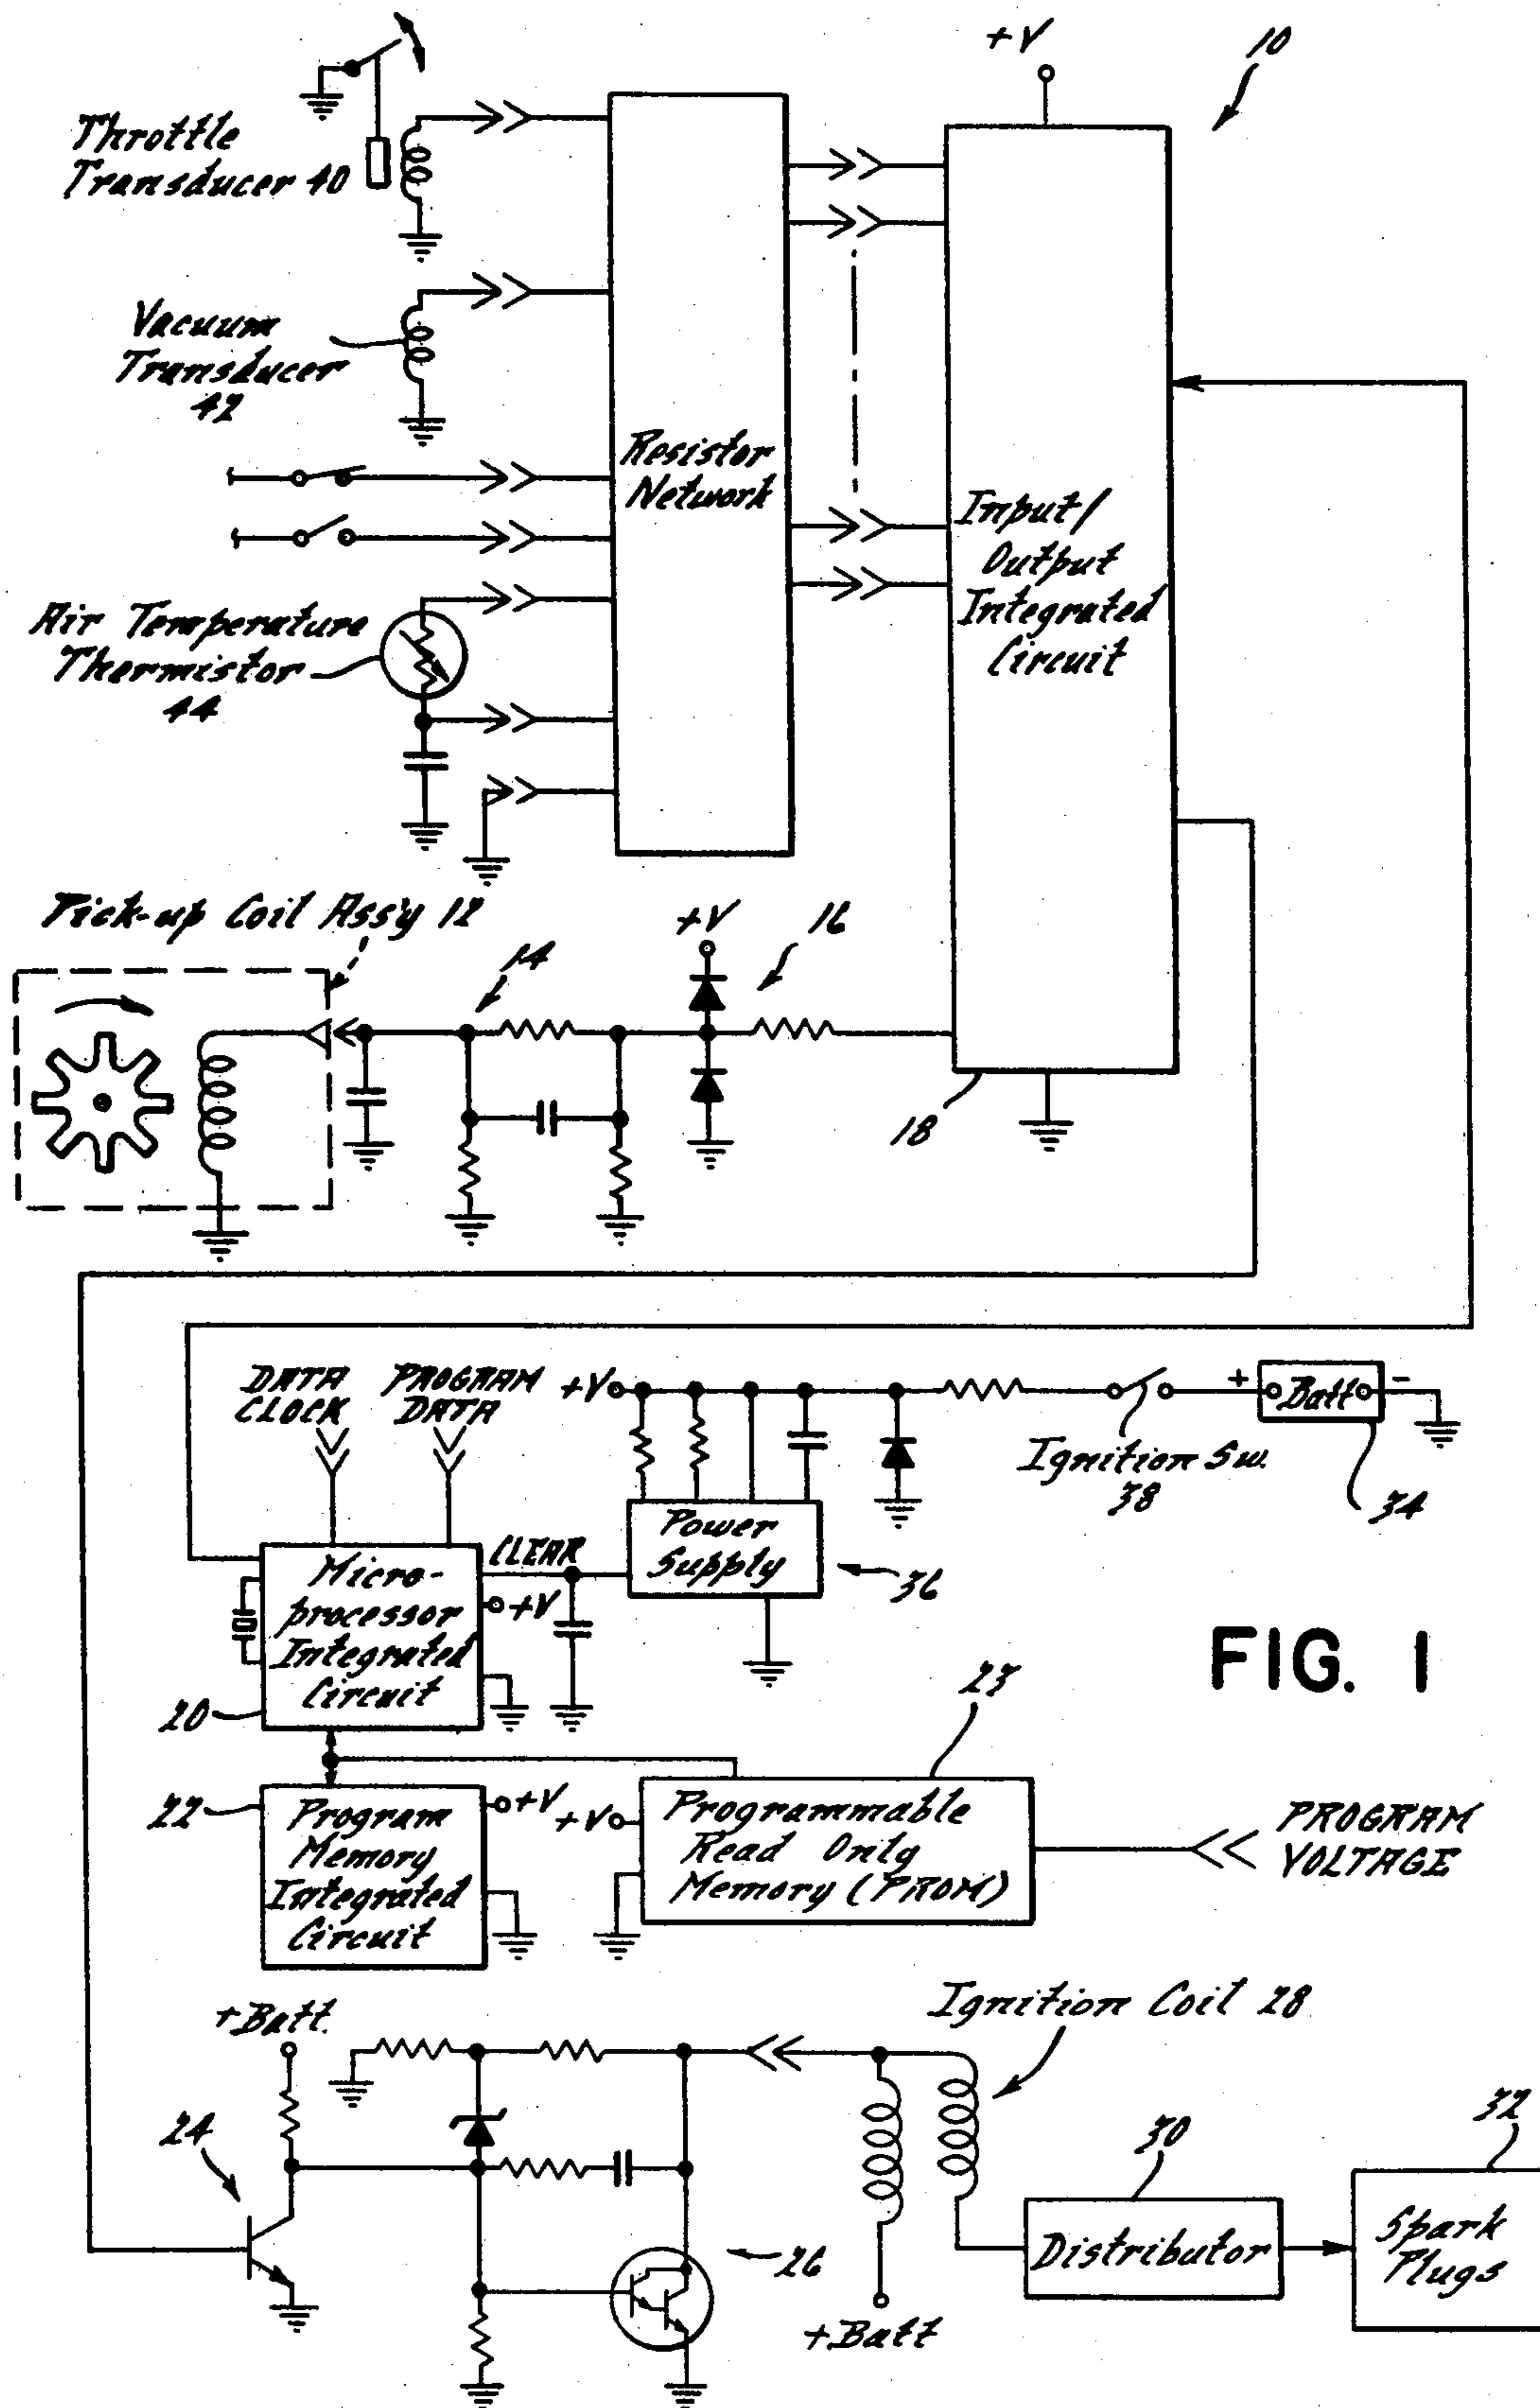 +V
10
Throttle
Transducer 40
Vacuum
Transducer
42
Resistor
Network
Input/
Output
Integrated
Circuit
Air Temperature
Thermistor
44
Pick-up Coil Ass'y 12
14
+V
16
18
DATA
CLOCK
PROGRAM
DATA
+V
+ Batt -
Ignition Sw.
38
34
Power
Supply
36
CLEAR
Micro-
processor
Integrated
Circuit
+V
20
FIG. 1
23
22
Program
Memory
Integrated
Circuit
+V
+V
Programmable
Read Only
Memory (PROM)
PROGRAM
VOLTAGE
+Batt.
Ignition Coil 28
24
30
32
26
Distributor
Spark
Plugs
+Batt